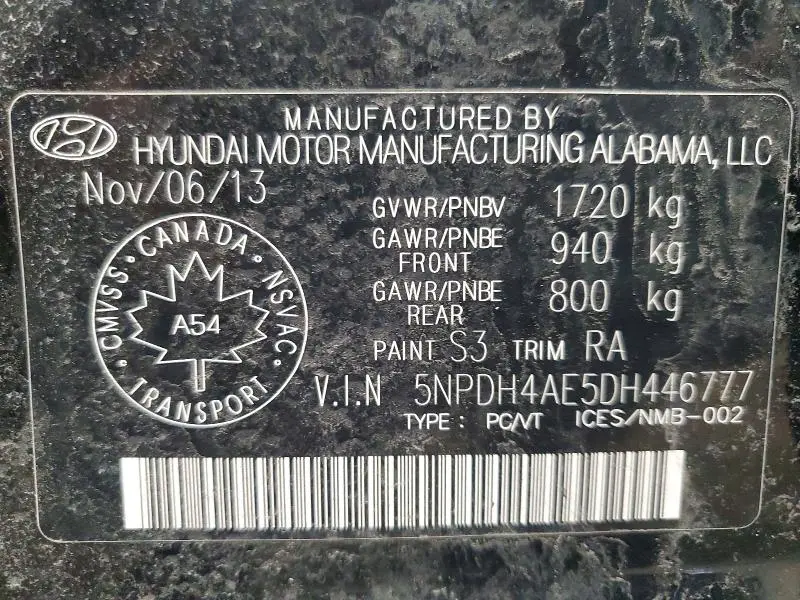 MANUFACTURED BY
HYUNDAI MOTOR MANUFACTURING ALABAMA, LLC
Nov/06/13
GVWR/PNBV 1720 kg
GAWR/PNBE FRONT 940 kg
GAWR/PNBE REAR 800 kg
PAINT S3 TRIM RA
CANADA
CMVSS NSVAC
A54
TRANSPORT
V.I.N 5NPDH4AE5DH446777
TYPE : PC/VT ICES/NMB-002